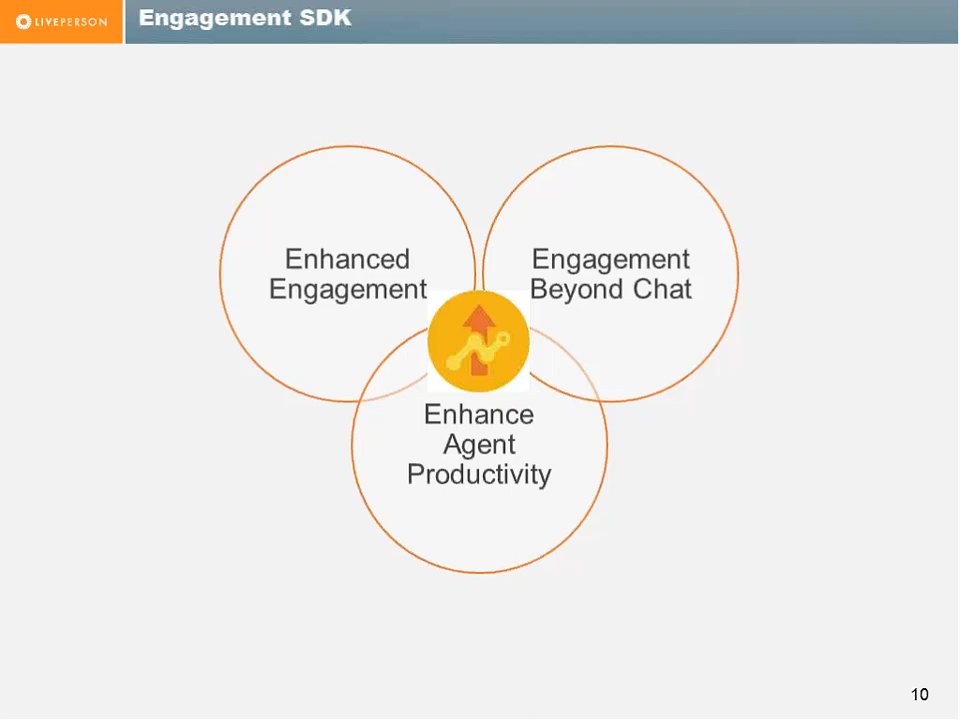 LIVEPERSON
Engagement SDK
Enhanced
Engagement
Engagement
Beyond Chat
Enhance
Agent
Productivity
10